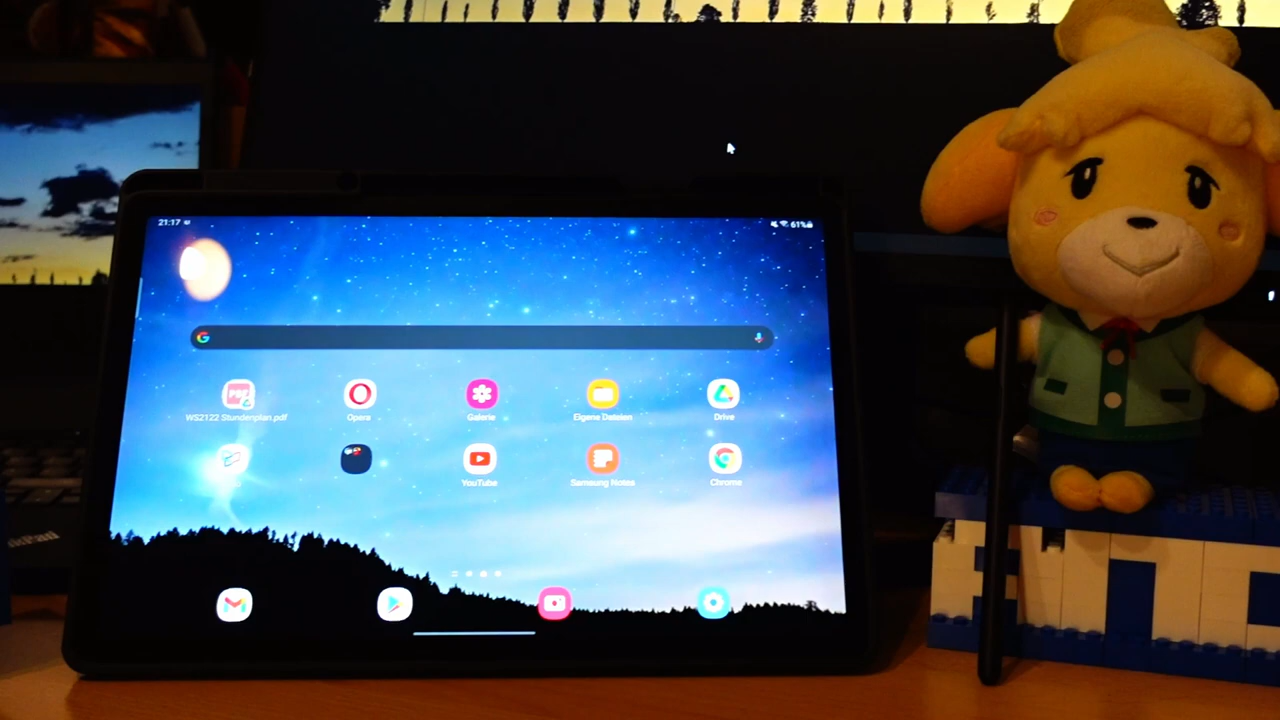 21:17
61%
WS2122 Stundenplan.pdf
Opera
Galerie
Eigene Dateien
Drive
YouTube
Samsung Notes
Chrome